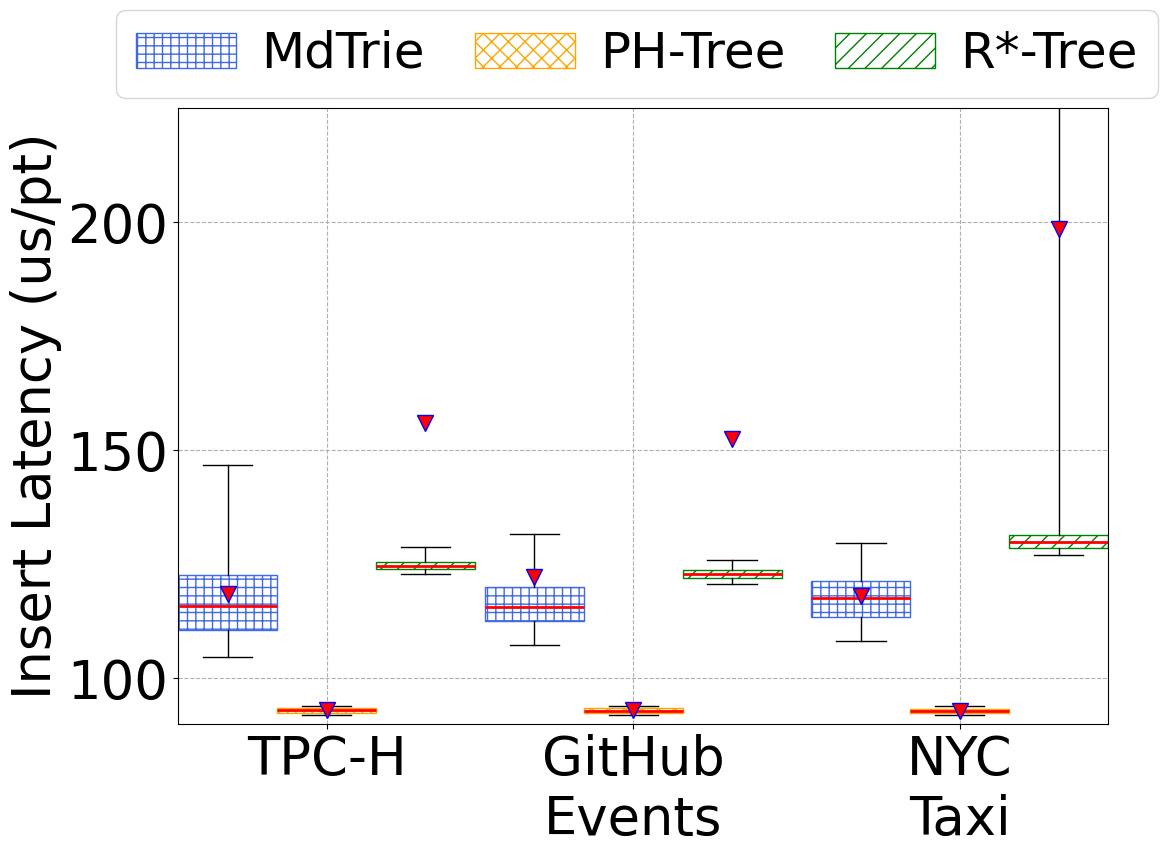 MdTrie PH-Tree R*-Tree
Insert Latency (us/pt)
200
150
100
TPC-H GitHub NYC
Events Taxi